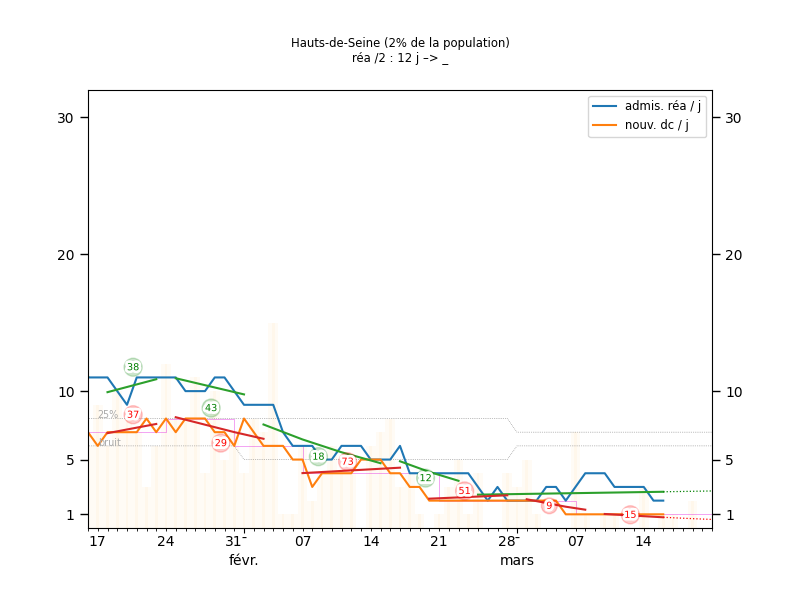 Hauts-de-Seine (2% de la population)
réa /2 : 12 j –> _
admis. réa / j
nouv. dc / j
30 30
20 20
10 10
5 5
1 1
38
37
43
29
18
73
12
51
9
15
25%
bruit
17 24 31 07 14 21 28 07 14
févr. mars